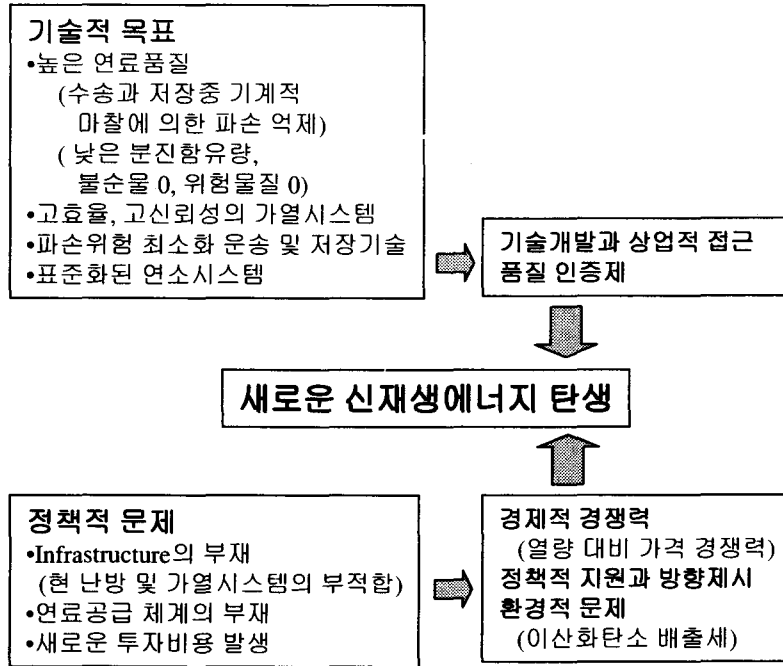 기술적 목표
•높은 연료품질
(수송과 저장중 기계적
마찰에 의한 파손 억제)
( 낮은 분진함유량,
불순물 0, 위험물질 0)
•고효율, 고신뢰성의 가열시스템
•파손위험 최소화 운송 및 저장기술
•표준화된 연소시스템
기술개발과 상업적 접근
품질 인증제
새로운 신재생에너지 탄생
정책적 문제
•Infrastructure의 부재
(현 난방 및 가열시스템의 부적합)
•연료공급 체계의 부재
•새로운 투자비용 발생
경제적 경쟁력
(열량 대비 가격 경쟁력)
정책적 지원과 방향제시
환경적 문제
(이산화탄소 배출세)